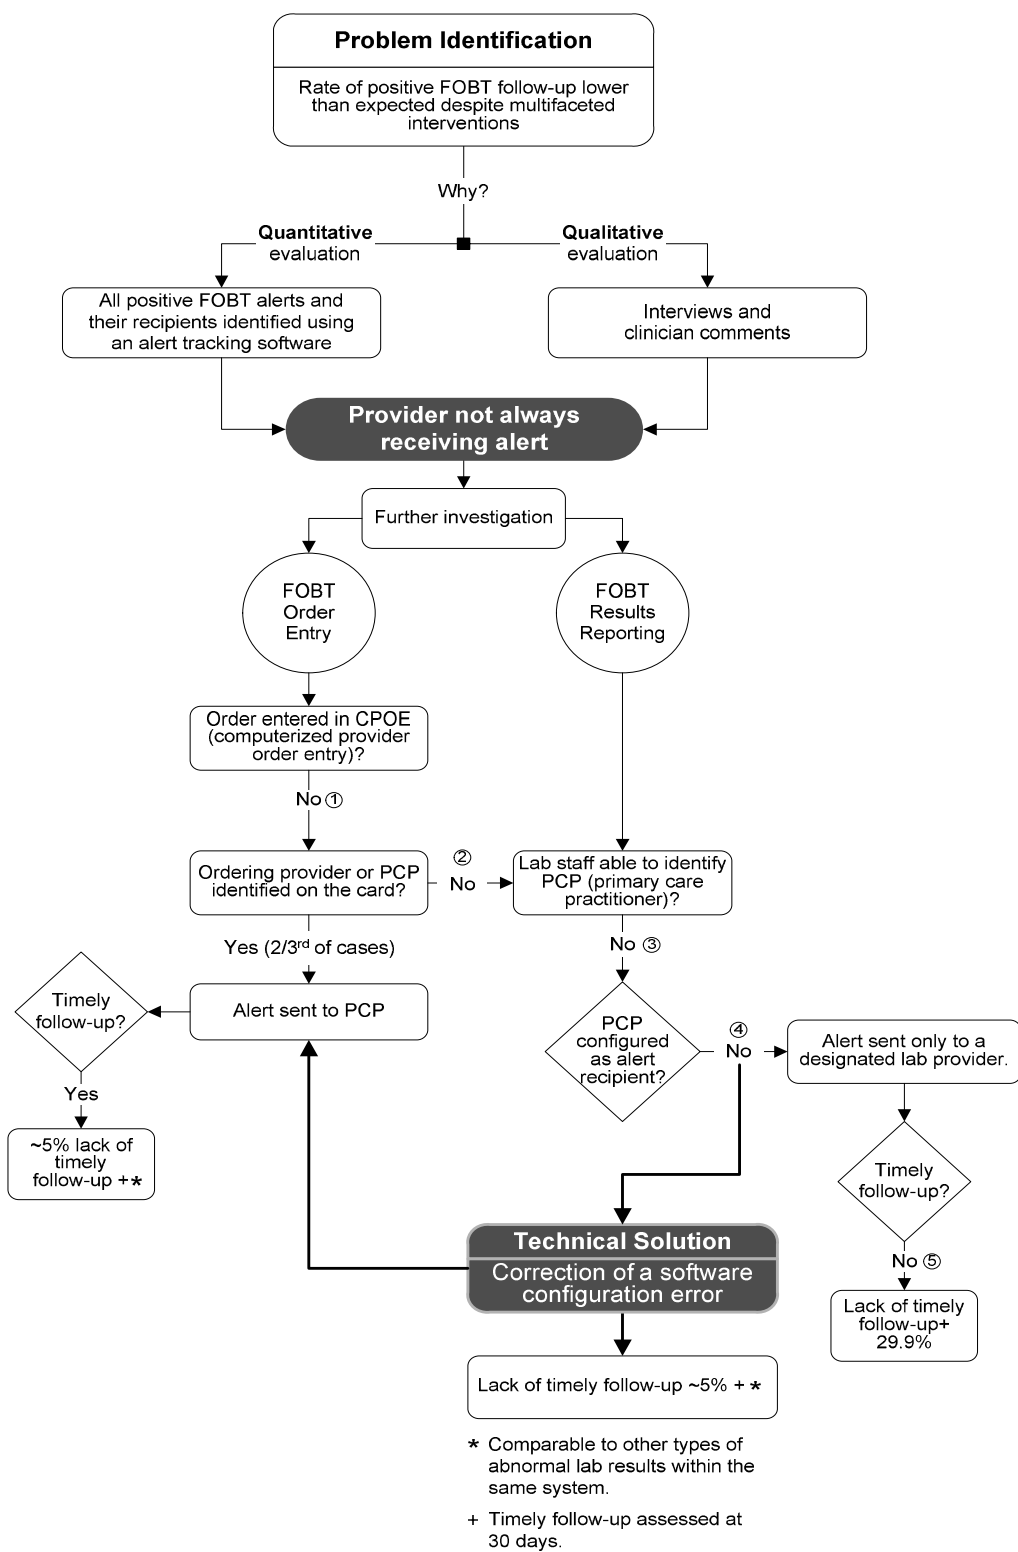 Problem Identification
Rate of positive FOBT follow-up lower
than expected despite multifaceted
interventions
Why?
Quantitative
evaluation
Qualitative
evaluation
All positive FOBT alerts and
their recipients identified using
an alert tracking software
Interviews and
clinician comments
Provider not always
receiving alert
Further investigation
FOBT
Order
Entry
FOBT
Results
Reporting
Order entered in CPOE
(computerized provider
order entry)?
No ①
Ordering provider or PCP
identified on the card?
②
No
Lab staff able to identify
PCP (primary care
practitioner)?
Yes (2/3rd of cases)
No ③
Timely
follow-up?
Alert sent to PCP
PCP
configured
as alert
recipient?
④
No
Alert sent only to a
designated lab provider.
Yes
~5% lack of
timely
follow-up +*
Timely
follow-up?
Technical Solution
Correction of a software
configuration error
No ⑤
Lack of timely
follow-up+
29.9%
Lack of timely follow-up ~5% + *
* Comparable to other types of
abnormal lab results within the
same system.
+ Timely follow-up assessed at
30 days.